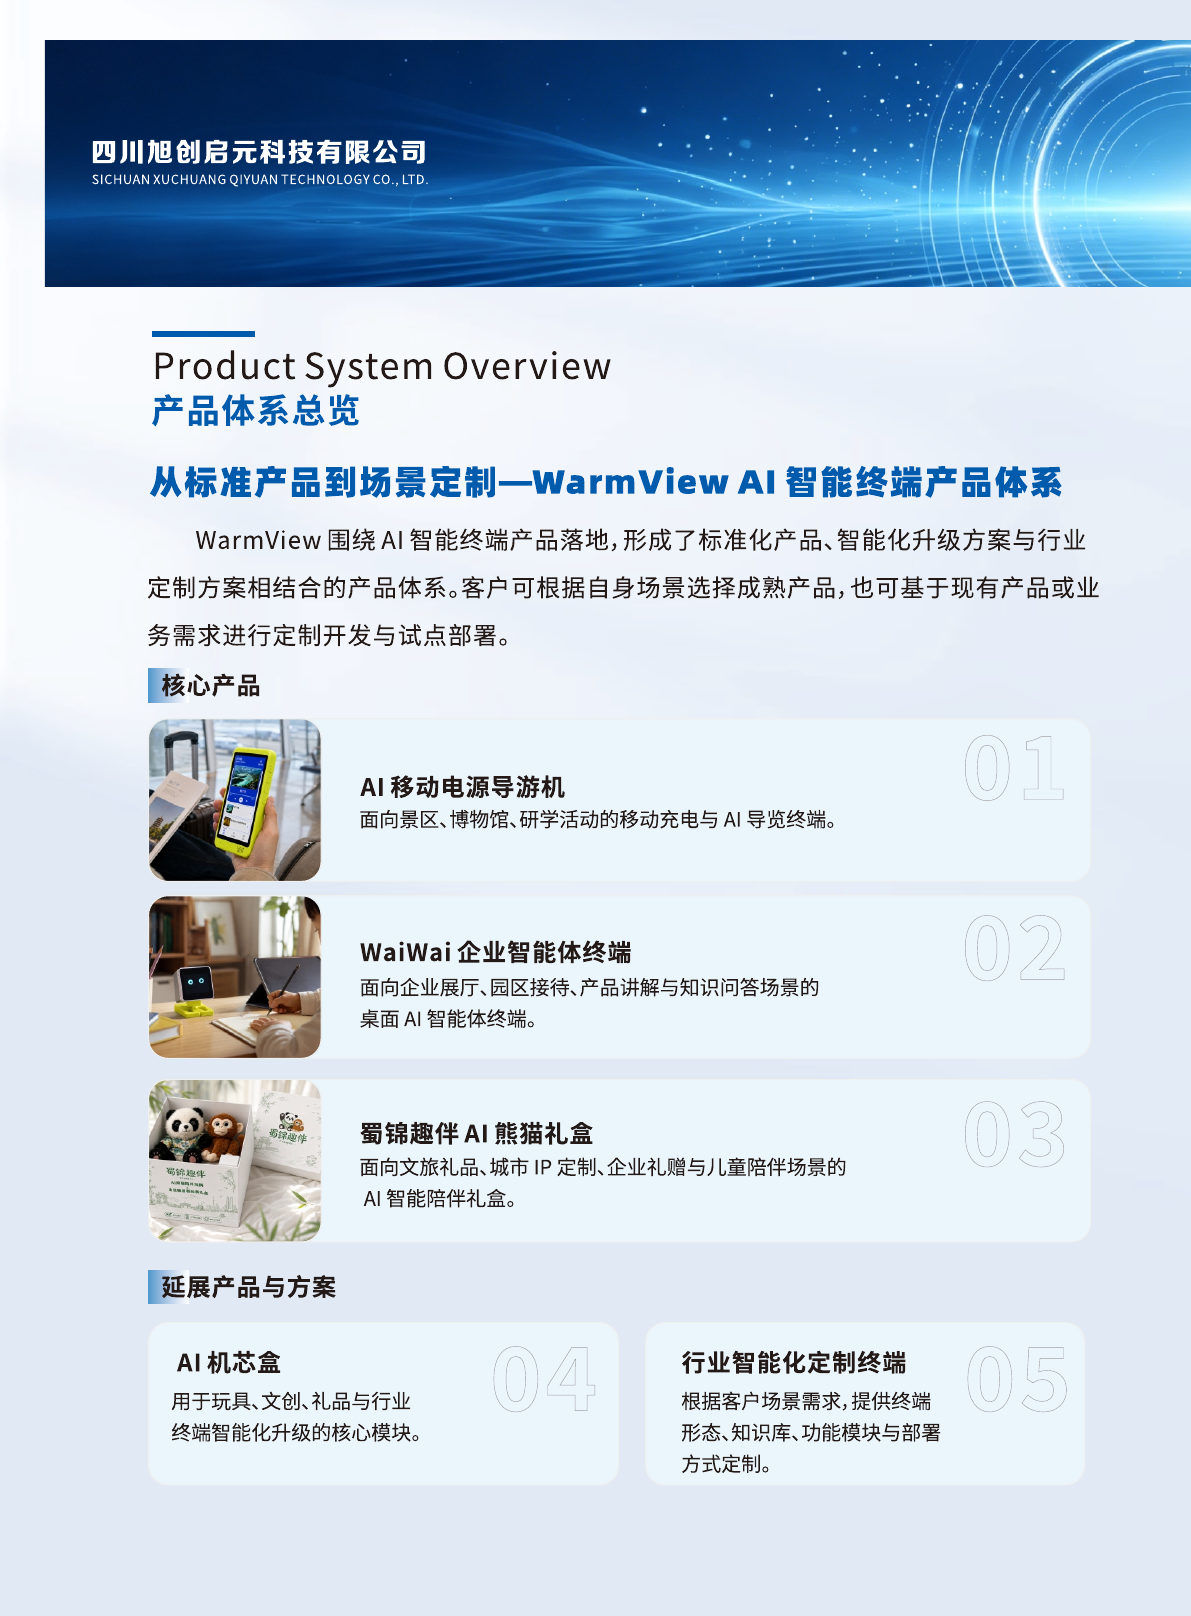 四川旭创启元科技有限公司
SICHUAN XUCHUANG QIYUAN TECHNOLOGY CO., LTD.
Product System Overview
产品体系总览
从标准产品到场景定制—WarmView AI 智能终端产品体系
WarmView 围绕 AI 智能终端产品落地，形成了标准化产品、智能化升级方案与行业
定制方案相结合的产品体系。客户可根据自身场景选择成熟产品，也可基于现有产品或业
务需求进行定制开发与试点部署。
核心产品
01
AI 移动电源导游机
面向景区、博物馆、研学活动的移动充电与 AI 导览终端。
02
WaiWai 企业智能体终端
面向企业展厅、园区接待、产品讲解与知识问答场景的
桌面 AI 智能体终端。
蜀锦趣伴
蜀锦趣伴
03
蜀锦趣伴 AI 熊猫礼盒
面向文旅礼品、城市 IP 定制、企业礼赠与儿童陪伴场景的
AI 智能陪伴礼盒。
延展产品与方案
04
AI 机芯盒
用于玩具、文创、礼品与行业
终端智能化升级的核心模块。
05
行业智能化定制终端
根据客户场景需求，提供终端
形态、知识库、功能模块与部署
方式定制。